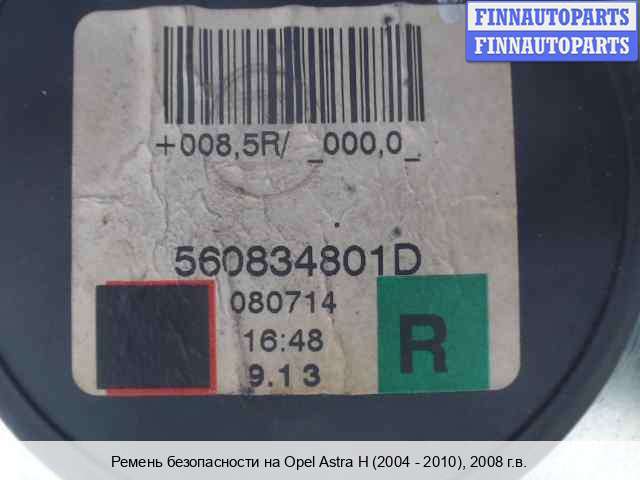 FINNAUTOPARTS
FINNAUTOPARTS
+008,5R/ _000,0_
560834801D
080714
16:48
9.13
R
Ремень безопасности на Opel Astra H (2004 - 2010), 2008 г.в.